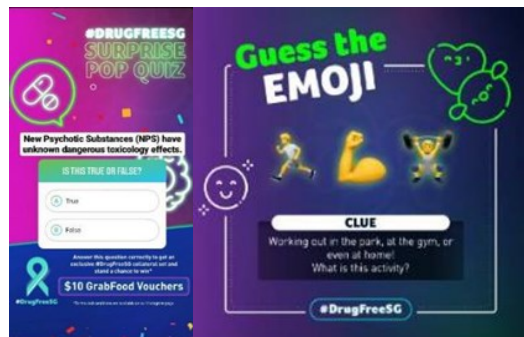 #DRUGFREESG
SURPRISE
POP QUIZ
New Psychotic Substances (NPS) have
unknown dangerous toxicology effects.
IS THIS TRUE OR FALSE?
A True
B False
Answer this question correctly to get an
exclusive #DrugFreeSG collateral set and
stand a chance to win*
$10 GrabFood Vouchers
#DrugFreeSG
Guess the
EMOJI
CLUE
Working out in the park, at the gym, or
even at home!
What is this activity?
#DrugFreeSG